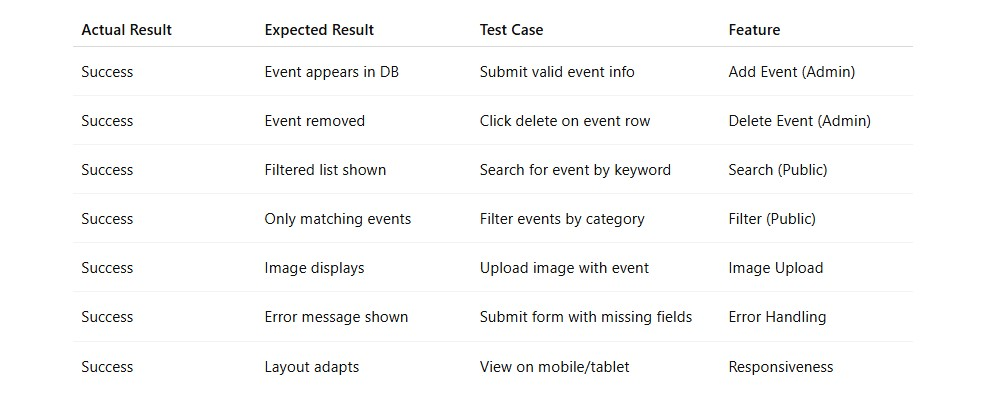 Actual Result Expected Result Test Case Feature
Success Event appears in DB Submit valid event info Add Event (Admin)
Success Event removed Click delete on event row Delete Event (Admin)
Success Filtered list shown Search for event by keyword Search (Public)
Success Only matching events Filter events by category Filter (Public)
Success Image displays Upload image with event Image Upload
Success Error message shown Submit form with missing fields Error Handling
Success Layout adapts View on mobile/tablet Responsiveness